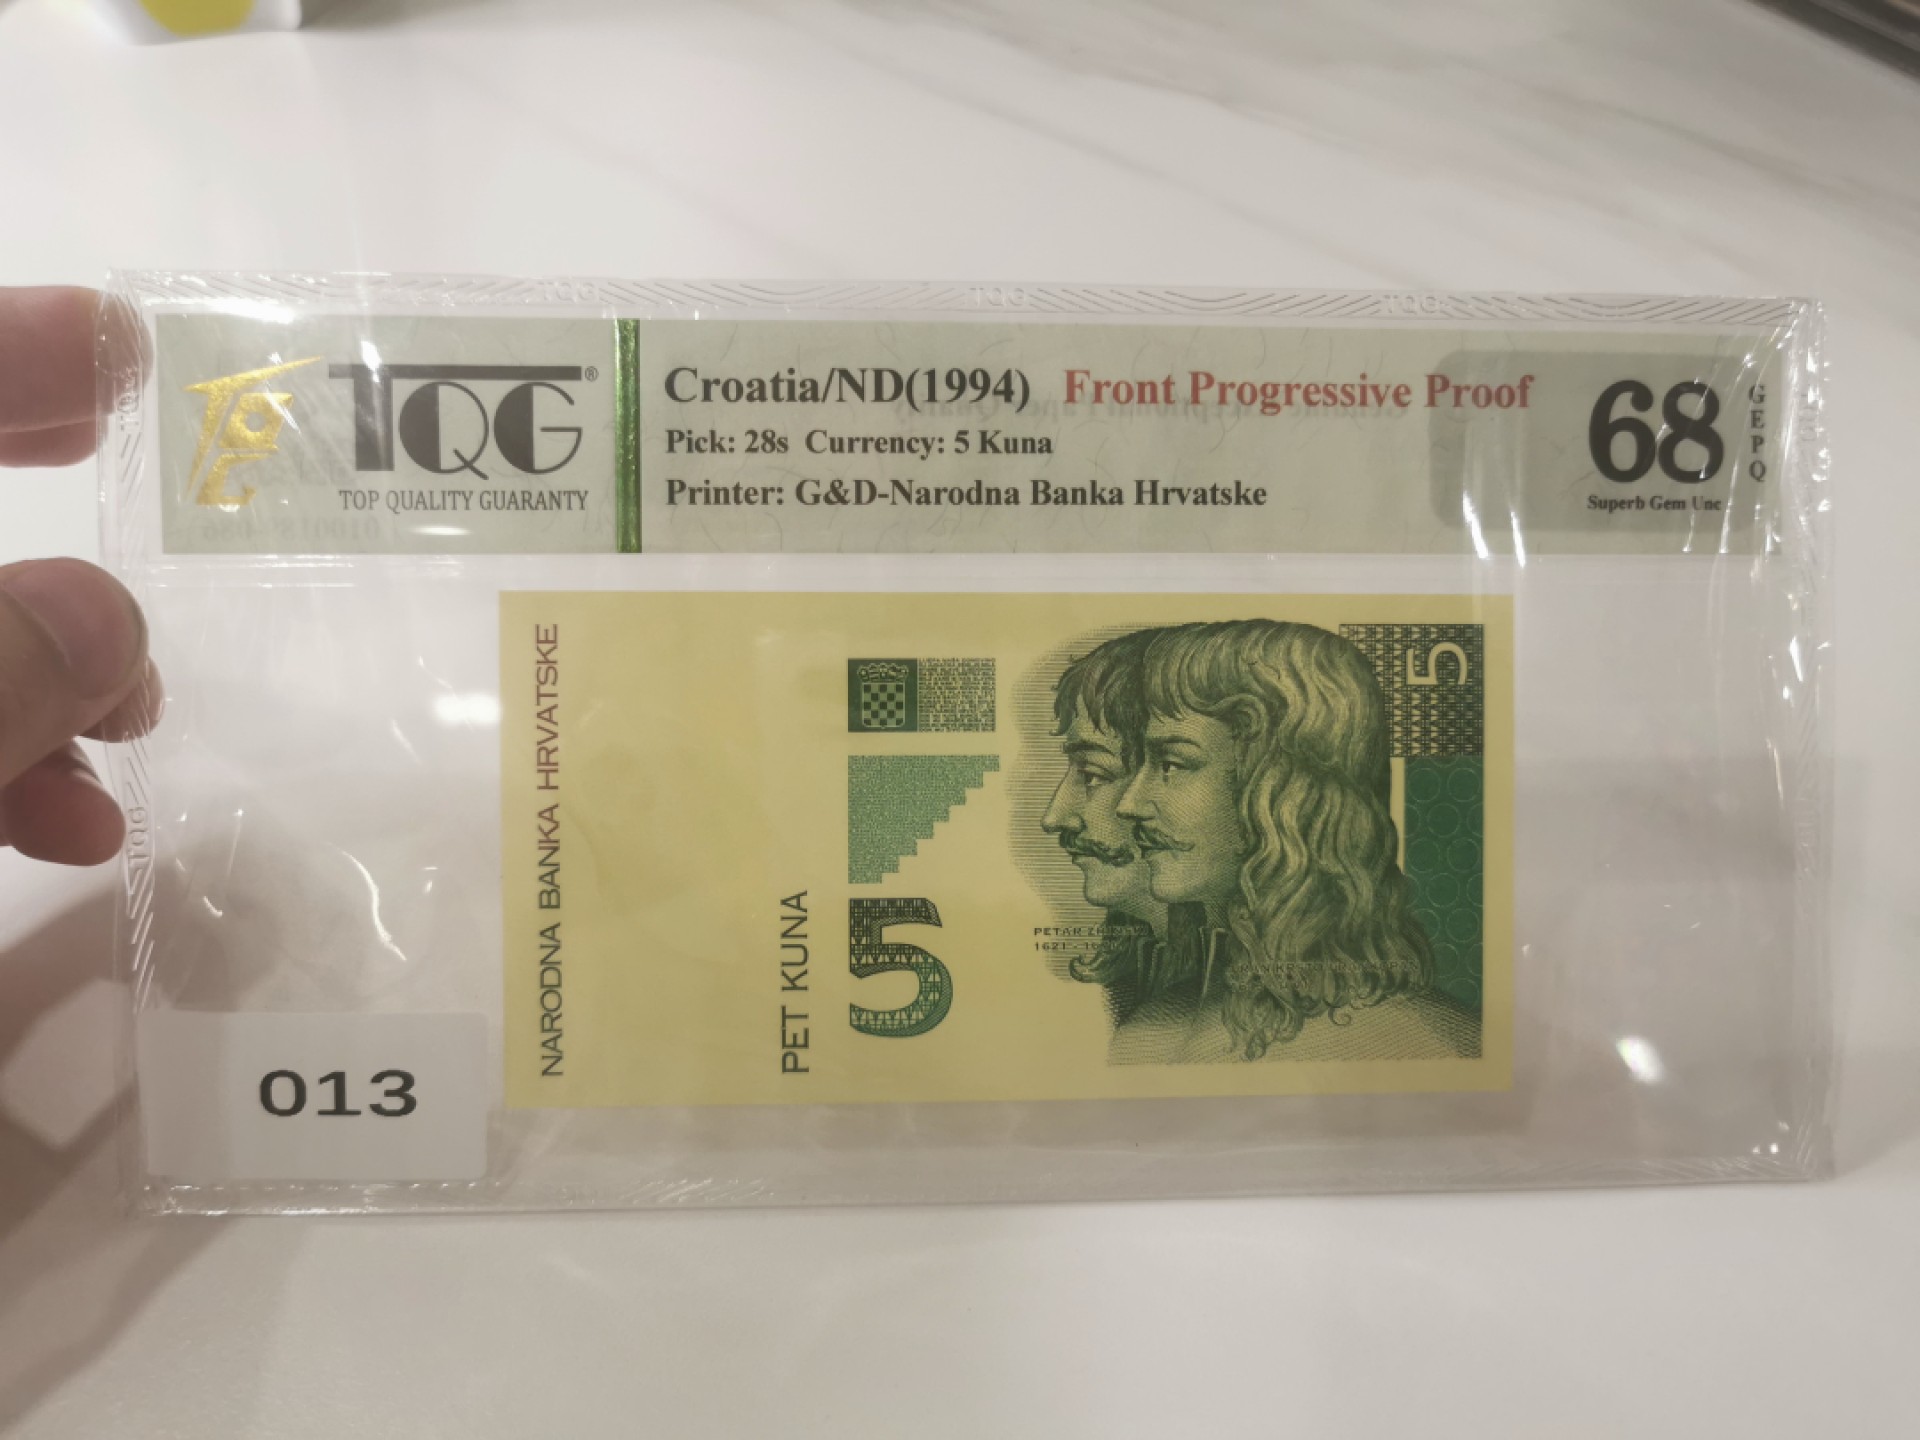 TQG®
TOP QUALITY GUARANTY
Croatia/ND(1994) Front Progressive Proof
Pick: 28s Currency: 5 Kuna
Printer: G&D-Narodna Banka Hrvatske
68
GEPQ
Superb Gem Unc
NARODNA BANKA HRVATSKE
PET KUNA
5
5
PETAR
1621 -
013